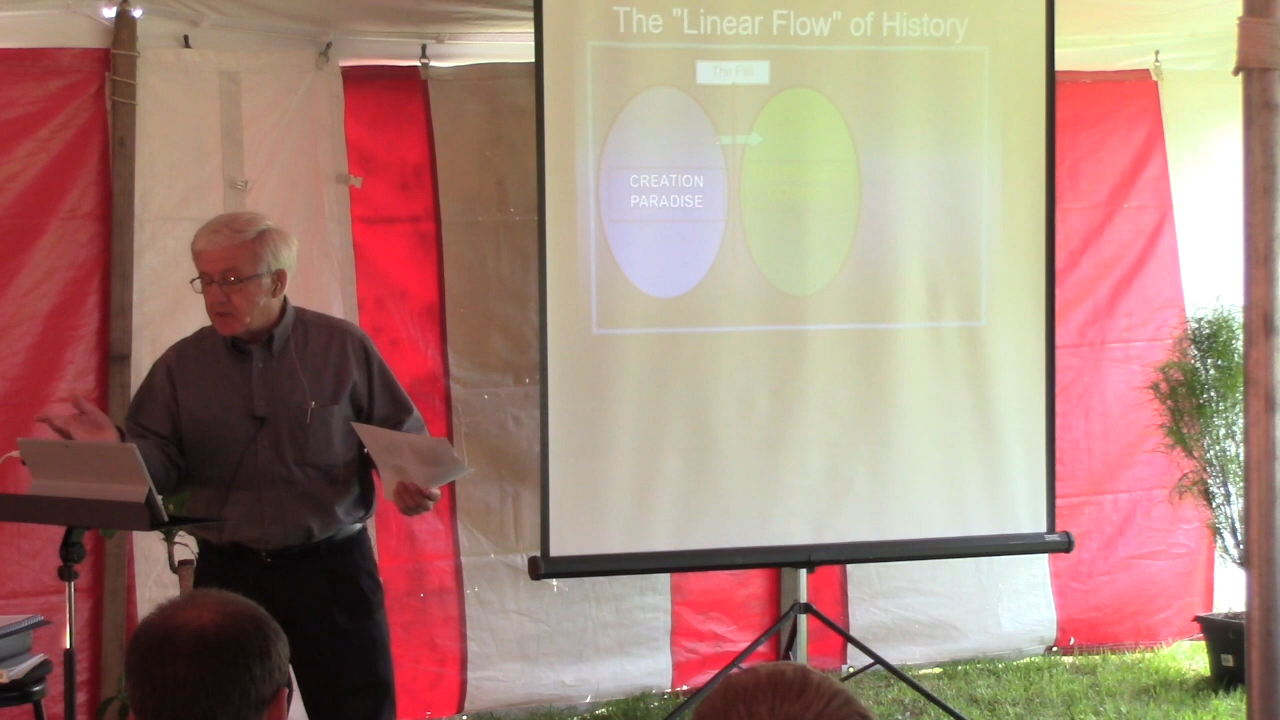 The "Linear Flow" of History
The Fall
CREATION
PARADISE